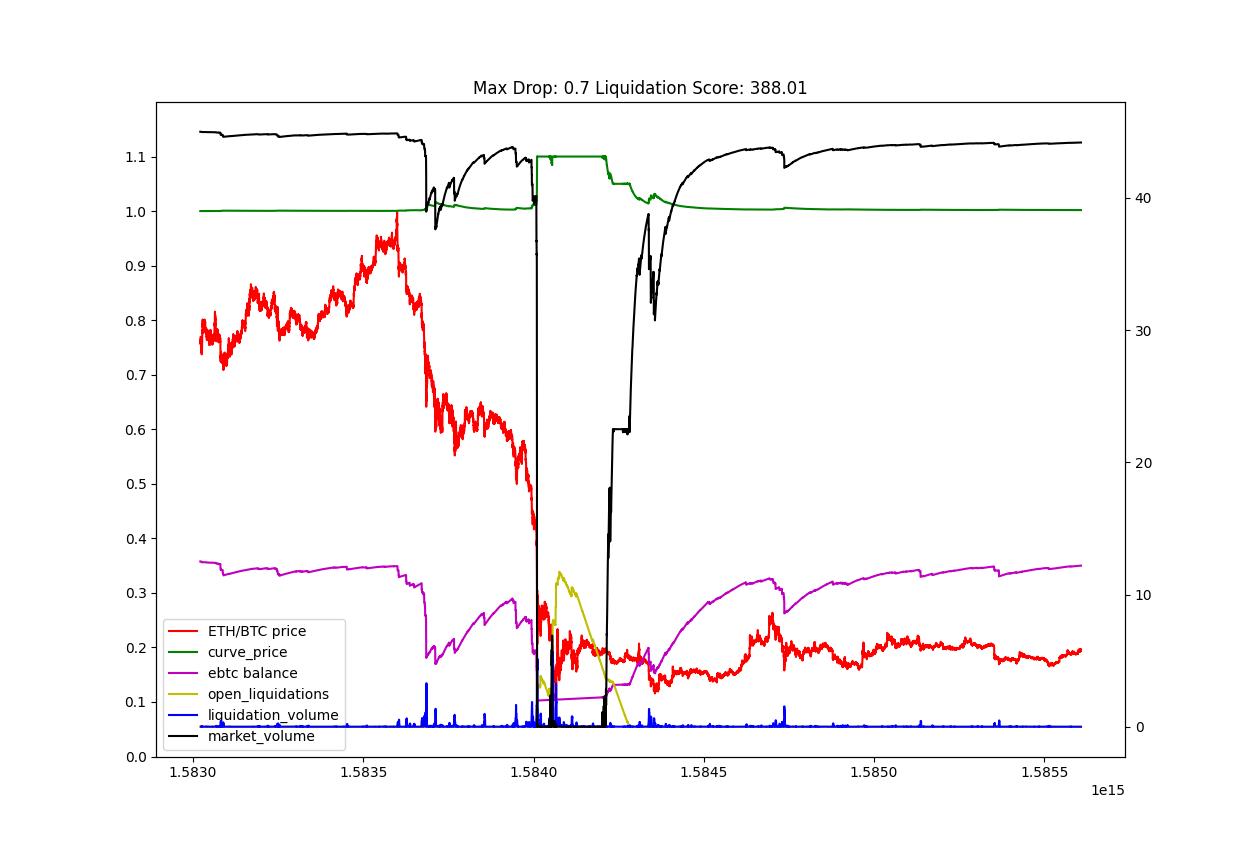 Max Drop: 0.7 Liquidation Score: 388.01
1.1
1.0
0.9
0.8
0.7
0.6
0.5
0.4
0.3
0.2
0.1
0.0
40
30
20
10
0
ETH/BTC price
curve_price
ebtc balance
open_liquidations
liquidation_volume
market_volume
1.5830 1.5835 1.5840 1.5845 1.5850 1.5855
1e15